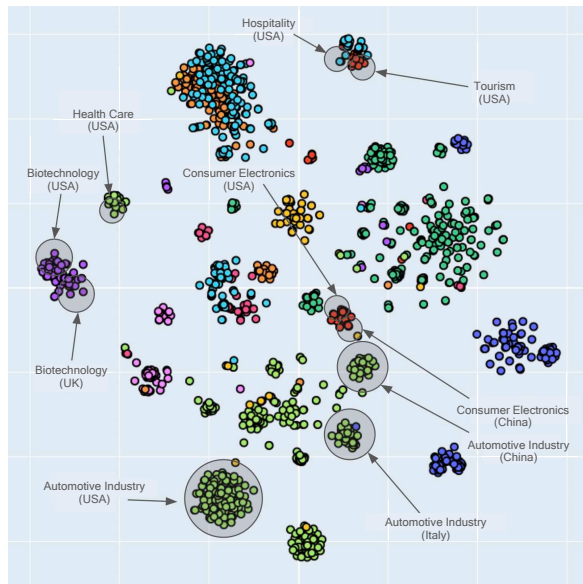 Hospitality
(USA)
Tourism
(USA)
Health Care
(USA)
Biotechnology
(USA)
Consumer Electronics
(USA)
Biotechnology
(UK)
Consumer Electronics
(China)
Automotive Industry
(China)
Automotive Industry
(USA)
Automotive Industry
(Italy)